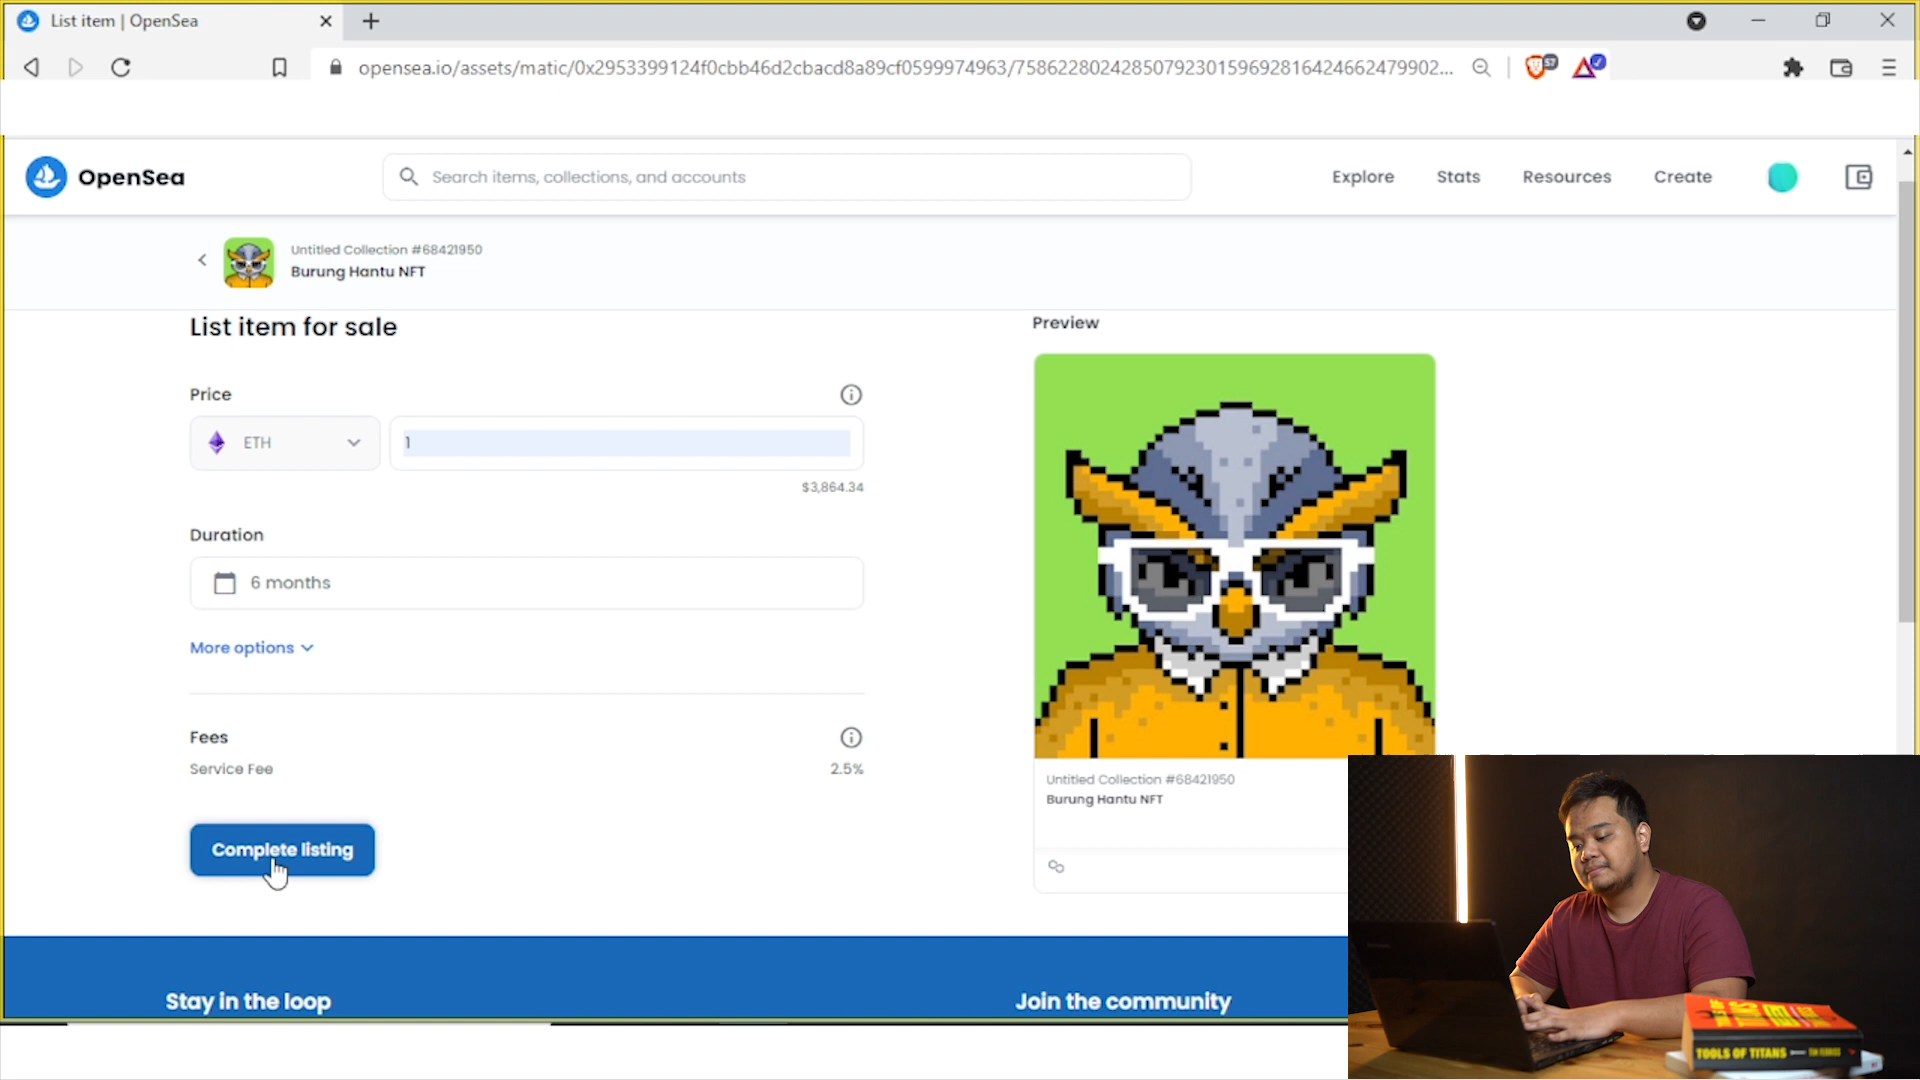 List item | OpenSea
opensea.io/assets/matic/0x2953399124f0cbb46d2cbacd8a89cf0599974963/7586228024285079230159692816424662479902...
57
OpenSea
Search items, collections, and accounts
Explore
Stats
Resources
Create
Untitled Collection #68421950
Burung Hantu NFT
List item for sale
Preview
Price
ETH
1
$3,864.34
Duration
6 months
More options
Fees
Service Fee
2.5%
Untitled Collection #68421950
Burung Hantu NFT
Complete listing
Stay in the loop
Join the community
TOOLS OF TITANS